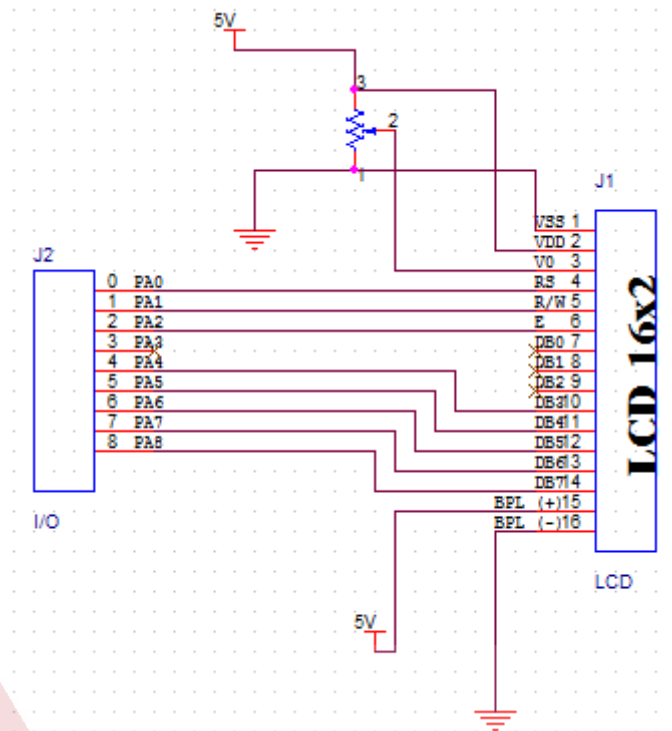 5V
3
2
1
J1
VSS 1
VDD 2
V0 3
RS 4
R/W 5
E 6
DB0 7
DB1 8
DB2 9
DB3 10
DB4 11
DB5 12
DB6 13
DB7 14
BPL (+) 15
BPL (-) 16
LCD 16x2
LCD
J2
0 PA0
1 PA1
2 PA2
3 PA3
4 PA4
5 PA5
6 PA6
7 PA7
8 PA8
I/O
5V